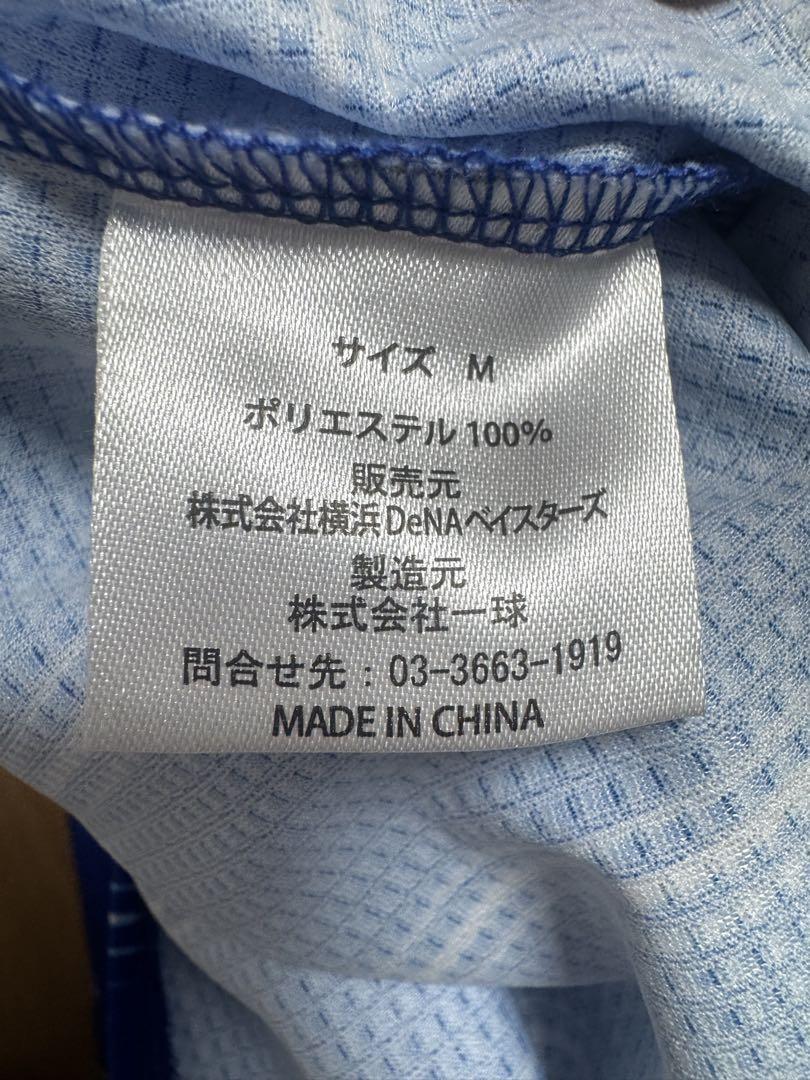 サイズ M
ポリエステル 100%
販売元
株式会社横浜DeNAベイスターズ
製造元
株式会社一球
問合せ先：03-3663-1919
MADE IN CHINA